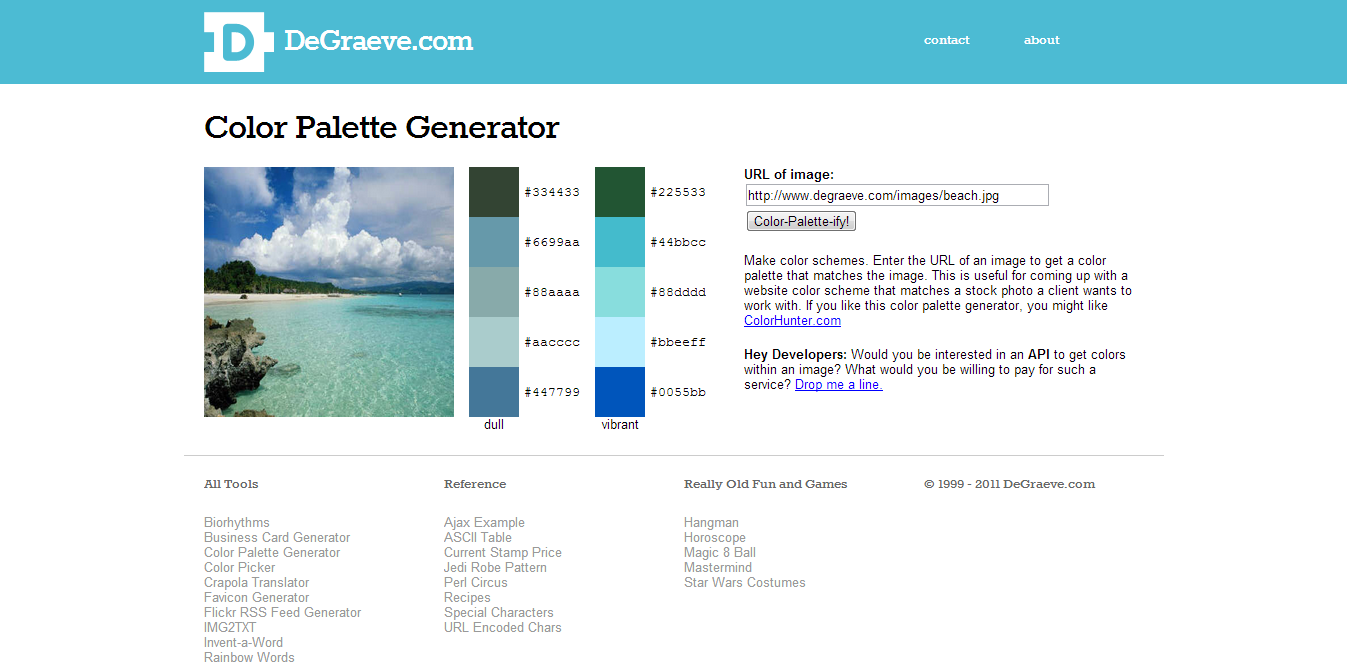 DeGraeve.com
contact
about
Color Palette Generator
#334433
#6699aa
#88aaaa
#aacccc
#447799
dull
#225533
#44bbcc
#88dddd
#bbeeff
#0055bb
vibrant
URL of image:
http://www.degraeve.com/images/beach.jpg
Color-Palette-ify!
Make color schemes. Enter the URL of an image to get a color
palette that matches the image. This is useful for coming up with a
website color scheme that matches a stock photo a client wants to
work with. If you like this color palette generator, you might like
ColorHunter.com
Hey Developers: Would you be interested in an API to get colors
within an image? What would you be willing to pay for such a
service? Drop me a line.
All Tools
Biorhythms
Business Card Generator
Color Palette Generator
Color Picker
Crapola Translator
Favicon Generator
Flickr RSS Feed Generator
IMG2TXT
Invent-a-Word
Rainbow Words
Reference
Ajax Example
ASCII Table
Current Stamp Price
Jedi Robe Pattern
Perl Circus
Recipes
Special Characters
URL Encoded Chars
Really Old Fun and Games
Hangman
Horoscope
Magic 8 Ball
Mastermind
Star Wars Costumes
© 1999 - 2011 DeGraeve.com